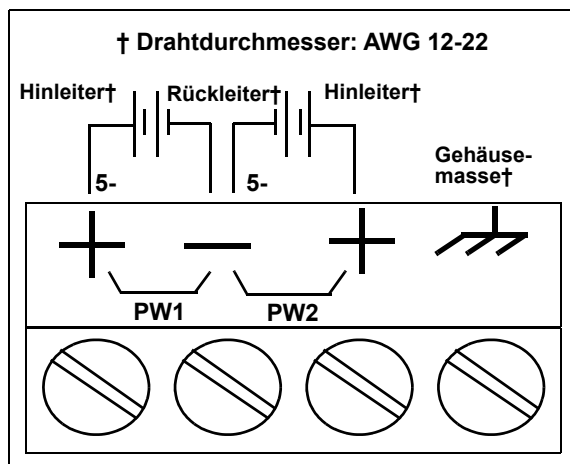 † Drahtdurchmesser: AWG 12-22
Hinleiter† Rückleiter† Hinleiter†
Gehäuse-
masse†
5- 5-
PW1 PW2